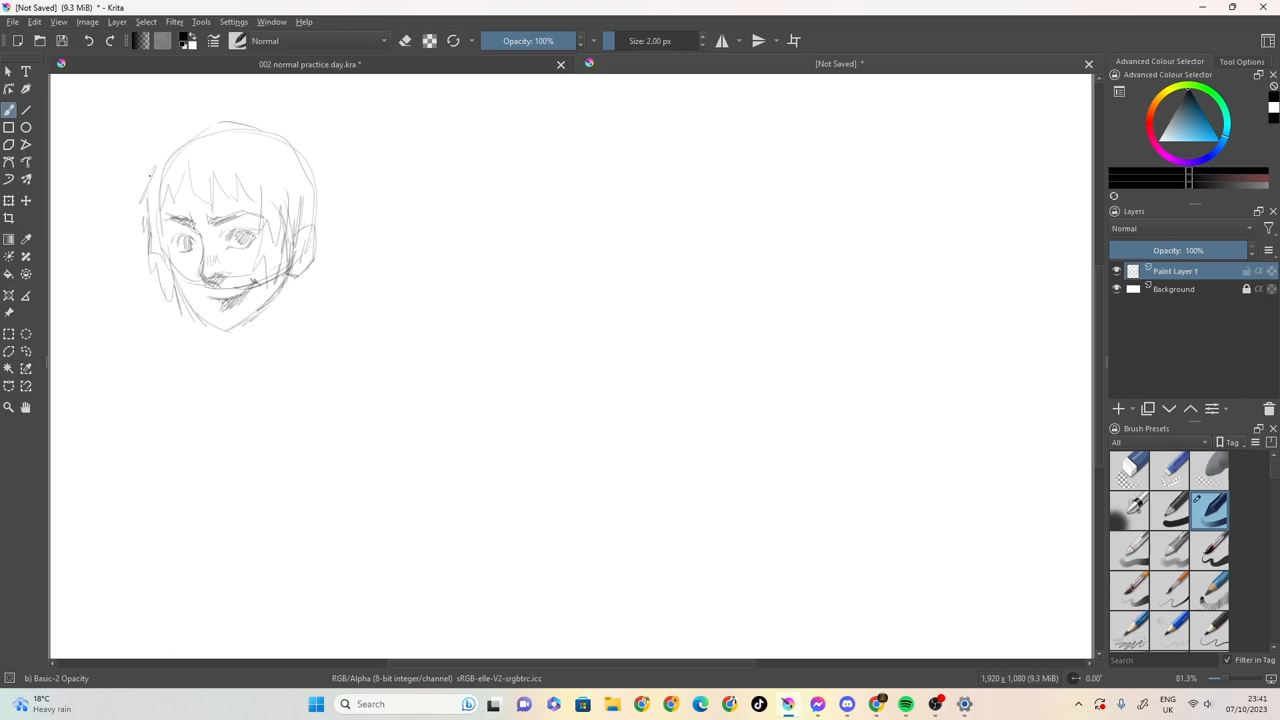 [Not Saved] (9.3 MiB) * - Krita
File Edit View Image Layer Select Filter Tools Settings Window Help
Normal Opacity: 100% Size: 2.00 px
002 normal practice day.kra * [Not Saved] *
Advanced Colour Selector Tool Options
Advanced Colour Selector
Layers
Normal
Opacity: 100%
Paint Layer 1
Background
Brush Presets
All Tag
Search Filter in Tag
b) Basic-2 Opacity RGB/Alpha (8-bit integer/channel) sRGB-elle-V2-srgbtrc.icc 1,920 x 1,080 (9.3 MiB) 0.00° 81.3%
18°C
Heavy rain
Search
ENG
UK
23:41
07/10/2023